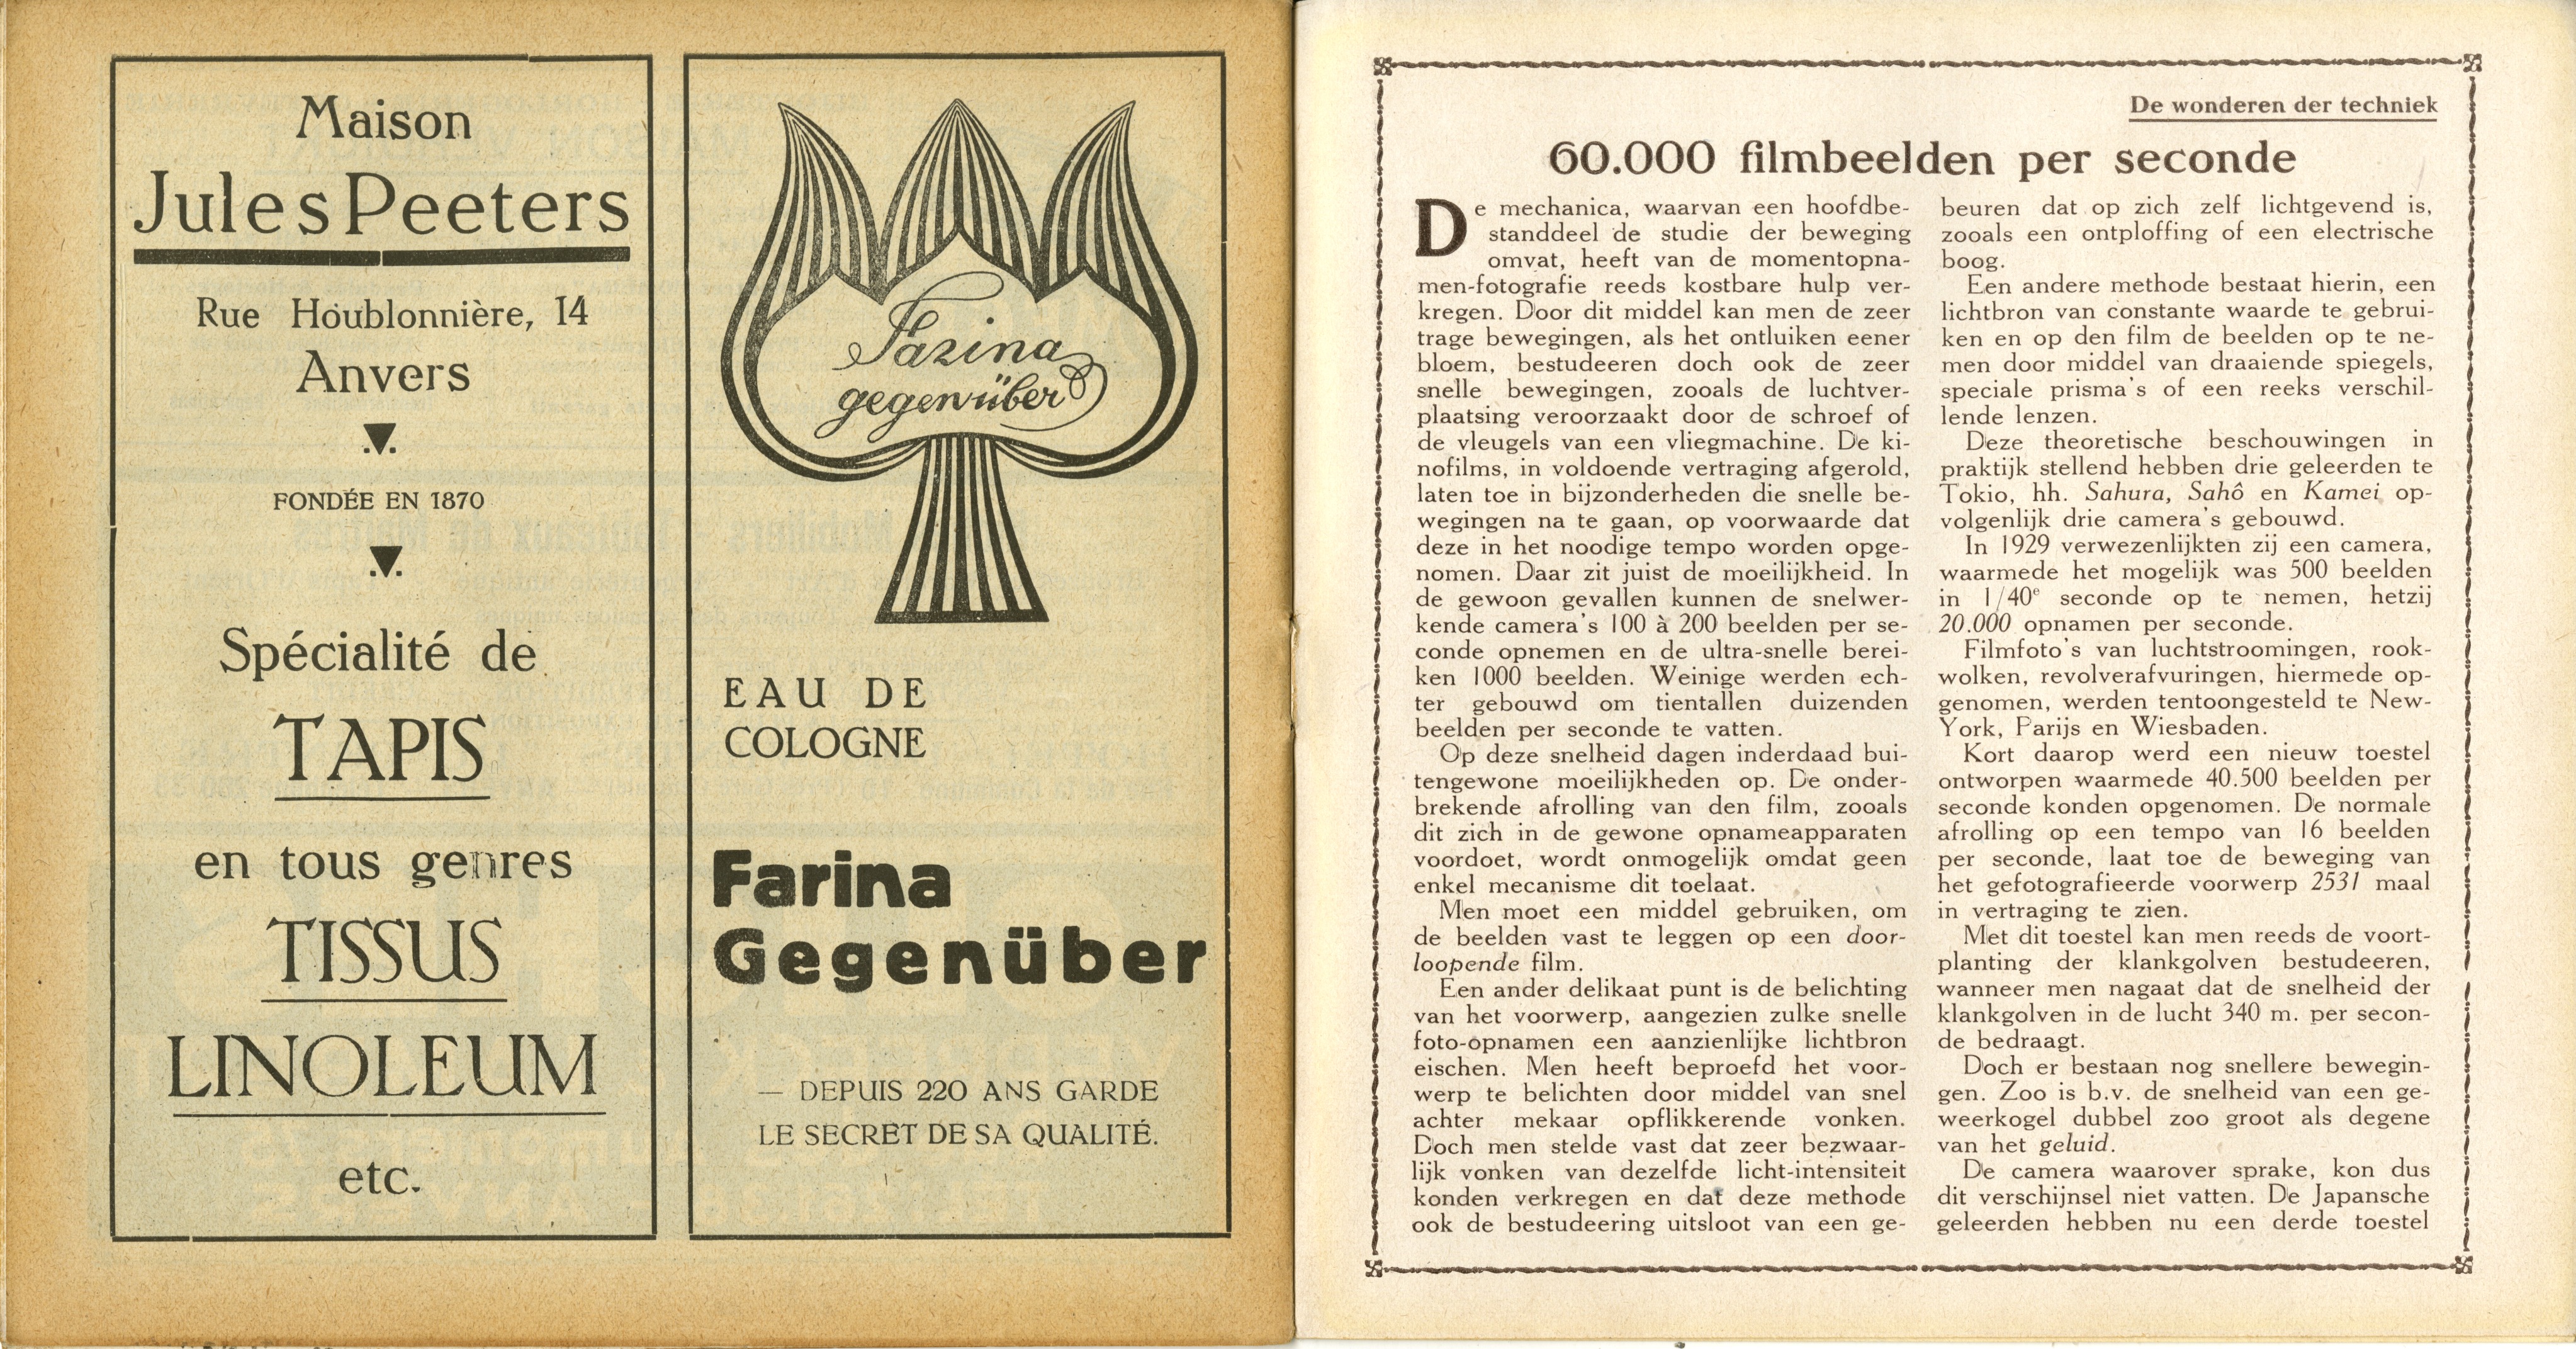 Maison
Jules Peeters
Rue Houblonnière, 14
Anvers
FONDÉE EN 1870
Spécialité de
TAPIS
en tous genres
TISSUS
LINOLEUM
etc.
Farina
gegenüber
EAU DE
COLOGNE
Farina
Gegenüber
— DEPUIS 220 ANS GARDE
LE SECRET DE SA QUALITÉ.
De wonderen der techniek
60.000 filmbeelden per seconde
De mechanica, waarvan een hoofdbe-
standdeel de studie der beweging
omvat, heeft van de momentopna-
men-fotografie reeds kostbare hulp ver-
kregen. Door dit middel kan men de zeer
trage bewegingen, als het ontluiken eener
bloem, bestudeeren doch ook de zeer
snelle bewegingen, zooals de luchtver-
plaatsing veroorzaakt door de schroef of
de vleugels van een vliegmachine. De ki-
nofilms, in voldoende vertraging afgerold,
laten toe in bijzonderheden die snelle be-
wegingen na te gaan, op voorwaarde dat
deze in het noodige tempo worden opge-
nomen. Daar zit juist de moeilijkheid. In
de gewoon gevallen kunnen de snelwer-
kende camera's 100 à 200 beelden per se-
conde opnemen en de ultra-snelle berei-
ken 1000 beelden. Weinige werden ech-
ter gebouwd om tientallen duizenden
beelden per seconde te vatten.
Op deze snelheid dagen inderdaad bui-
tengewone moeilijkheden op. De onder-
brekende afrolling van den film, zooals
dit zich in de gewone opnameapparaten
voordoet, wordt onmogelijk omdat geen
enkel mecanisme dit toelaat.
Men moet een middel gebruiken, om
de beelden vast te leggen op een door-
loopende film.
Een ander delikaat punt is de belichting
van het voorwerp, aangezien zulke snelle
foto-opnamen een aanzienlijke lichtbron
eischen. Men heeft beproefd het voor-
werp te belichten door middel van snel
achter mekaar opflikkerende vonken.
Doch men stelde vast dat zeer bezwaar-
lijk vonken van dezelfde licht-intensiteit
konden verkregen en dat deze methode
ook de bestudeering uitsloot van een ge-
beuren dat op zich zelf lichtgevend is,
zooals een ontploffing of een electrische
boog.
Een andere methode bestaat hierin, een
lichtbron van constante waarde te gebrui-
ken en op den film de beelden op te ne-
men door middel van draaiende spiegels,
speciale prisma's of een reeks verschil-
lende lenzen.
Deze theoretische beschouwingen in
praktijk stellend hebben drie geleerden te
Tokio, hh. Sahura, Sahô en Kamei op-
volgenlijk drie camera's gebouwd.
In 1929 verwezenlijkten zij een camera,
waarmede het mogelijk was 500 beelden
in 1/40e seconde op te nemen, hetzij
20.000 opnamen per seconde.
Filmfoto's van luchtstroomingen, rook-
wolken, revolverafvuringen, hiermede op-
genomen, werden tentoongesteld te New-
York, Parijs en Wiesbaden.
Kort daarop werd een nieuw toestel
ontworpen waarmede 40.500 beelden per
seconde konden opgenomen. De normale
afrolling op een tempo van 16 beelden
per seconde, laat toe de beweging van
het gefotografieerde voorwerp 2531 maal
in vertraging te zien.
Met dit toestel kan men reeds de voort-
planting der klankgolven bestudeeren,
wanneer men nagaat dat de snelheid der
klankgolven in de lucht 340 m. per secon-
de bedraagt.
Doch er bestaan nog snellere bewegin-
gen. Zoo is b.v. de snelheid van een ge-
weerkogel dubbel zoo groot als degene
van het geluid.
De camera waarover sprake, kon dus
dit verschijnsel niet vatten. De Japansche
geleerden hebben nu een derde toestel